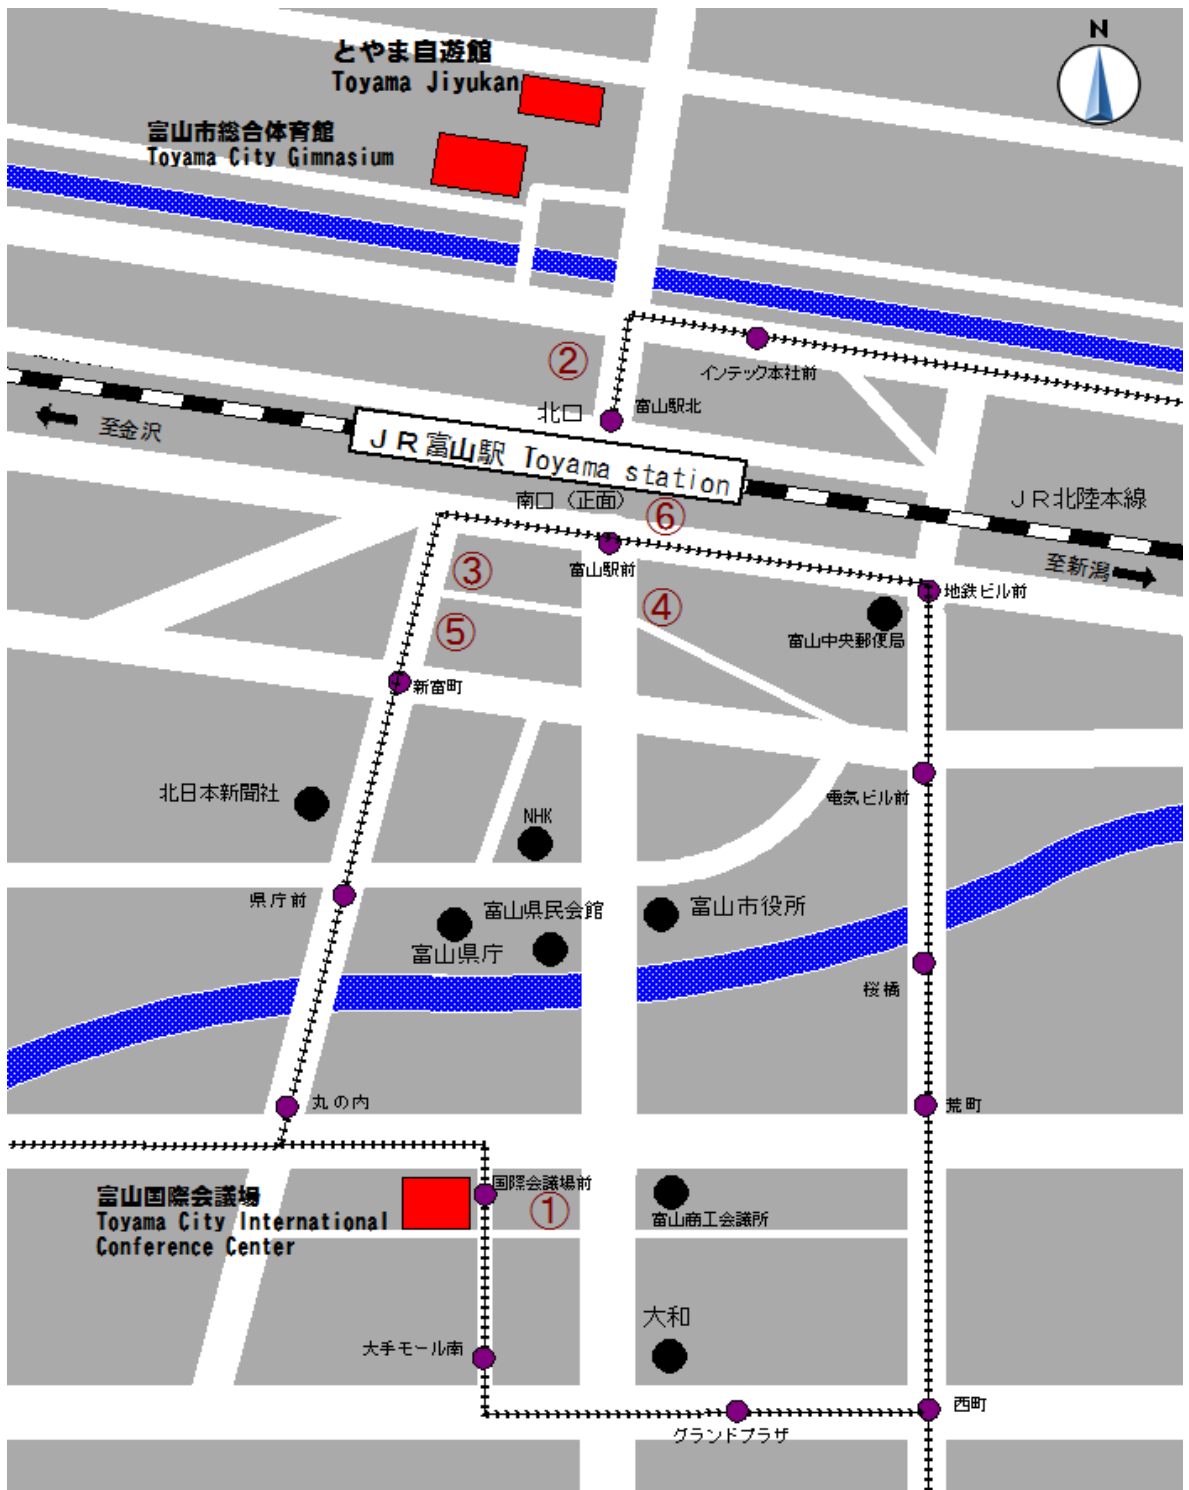 N
とやま自遊館
Toyama Jiyukan
富山市総合体育館
Toyama City Gimnasium
②
インテック本社前
北口
富山駅北
至金沢
ＪＲ富山駅 Toyama station
南口（正面）
⑥
ＪＲ北陸本線
富山駅前
至新潟
③
地鉄ビル前
④
⑤
富山中央郵便局
新富町
北日本新聞社
電気ビル前
NHK
県庁前
富山県民会館
富山市役所
富山県庁
桜橋
丸の内
荒町
国際会議場前
富山国際会議場
Toyama City International
Conference Center
①
富山商工会議所
大和
大手モール南
西町
グランドプラザ